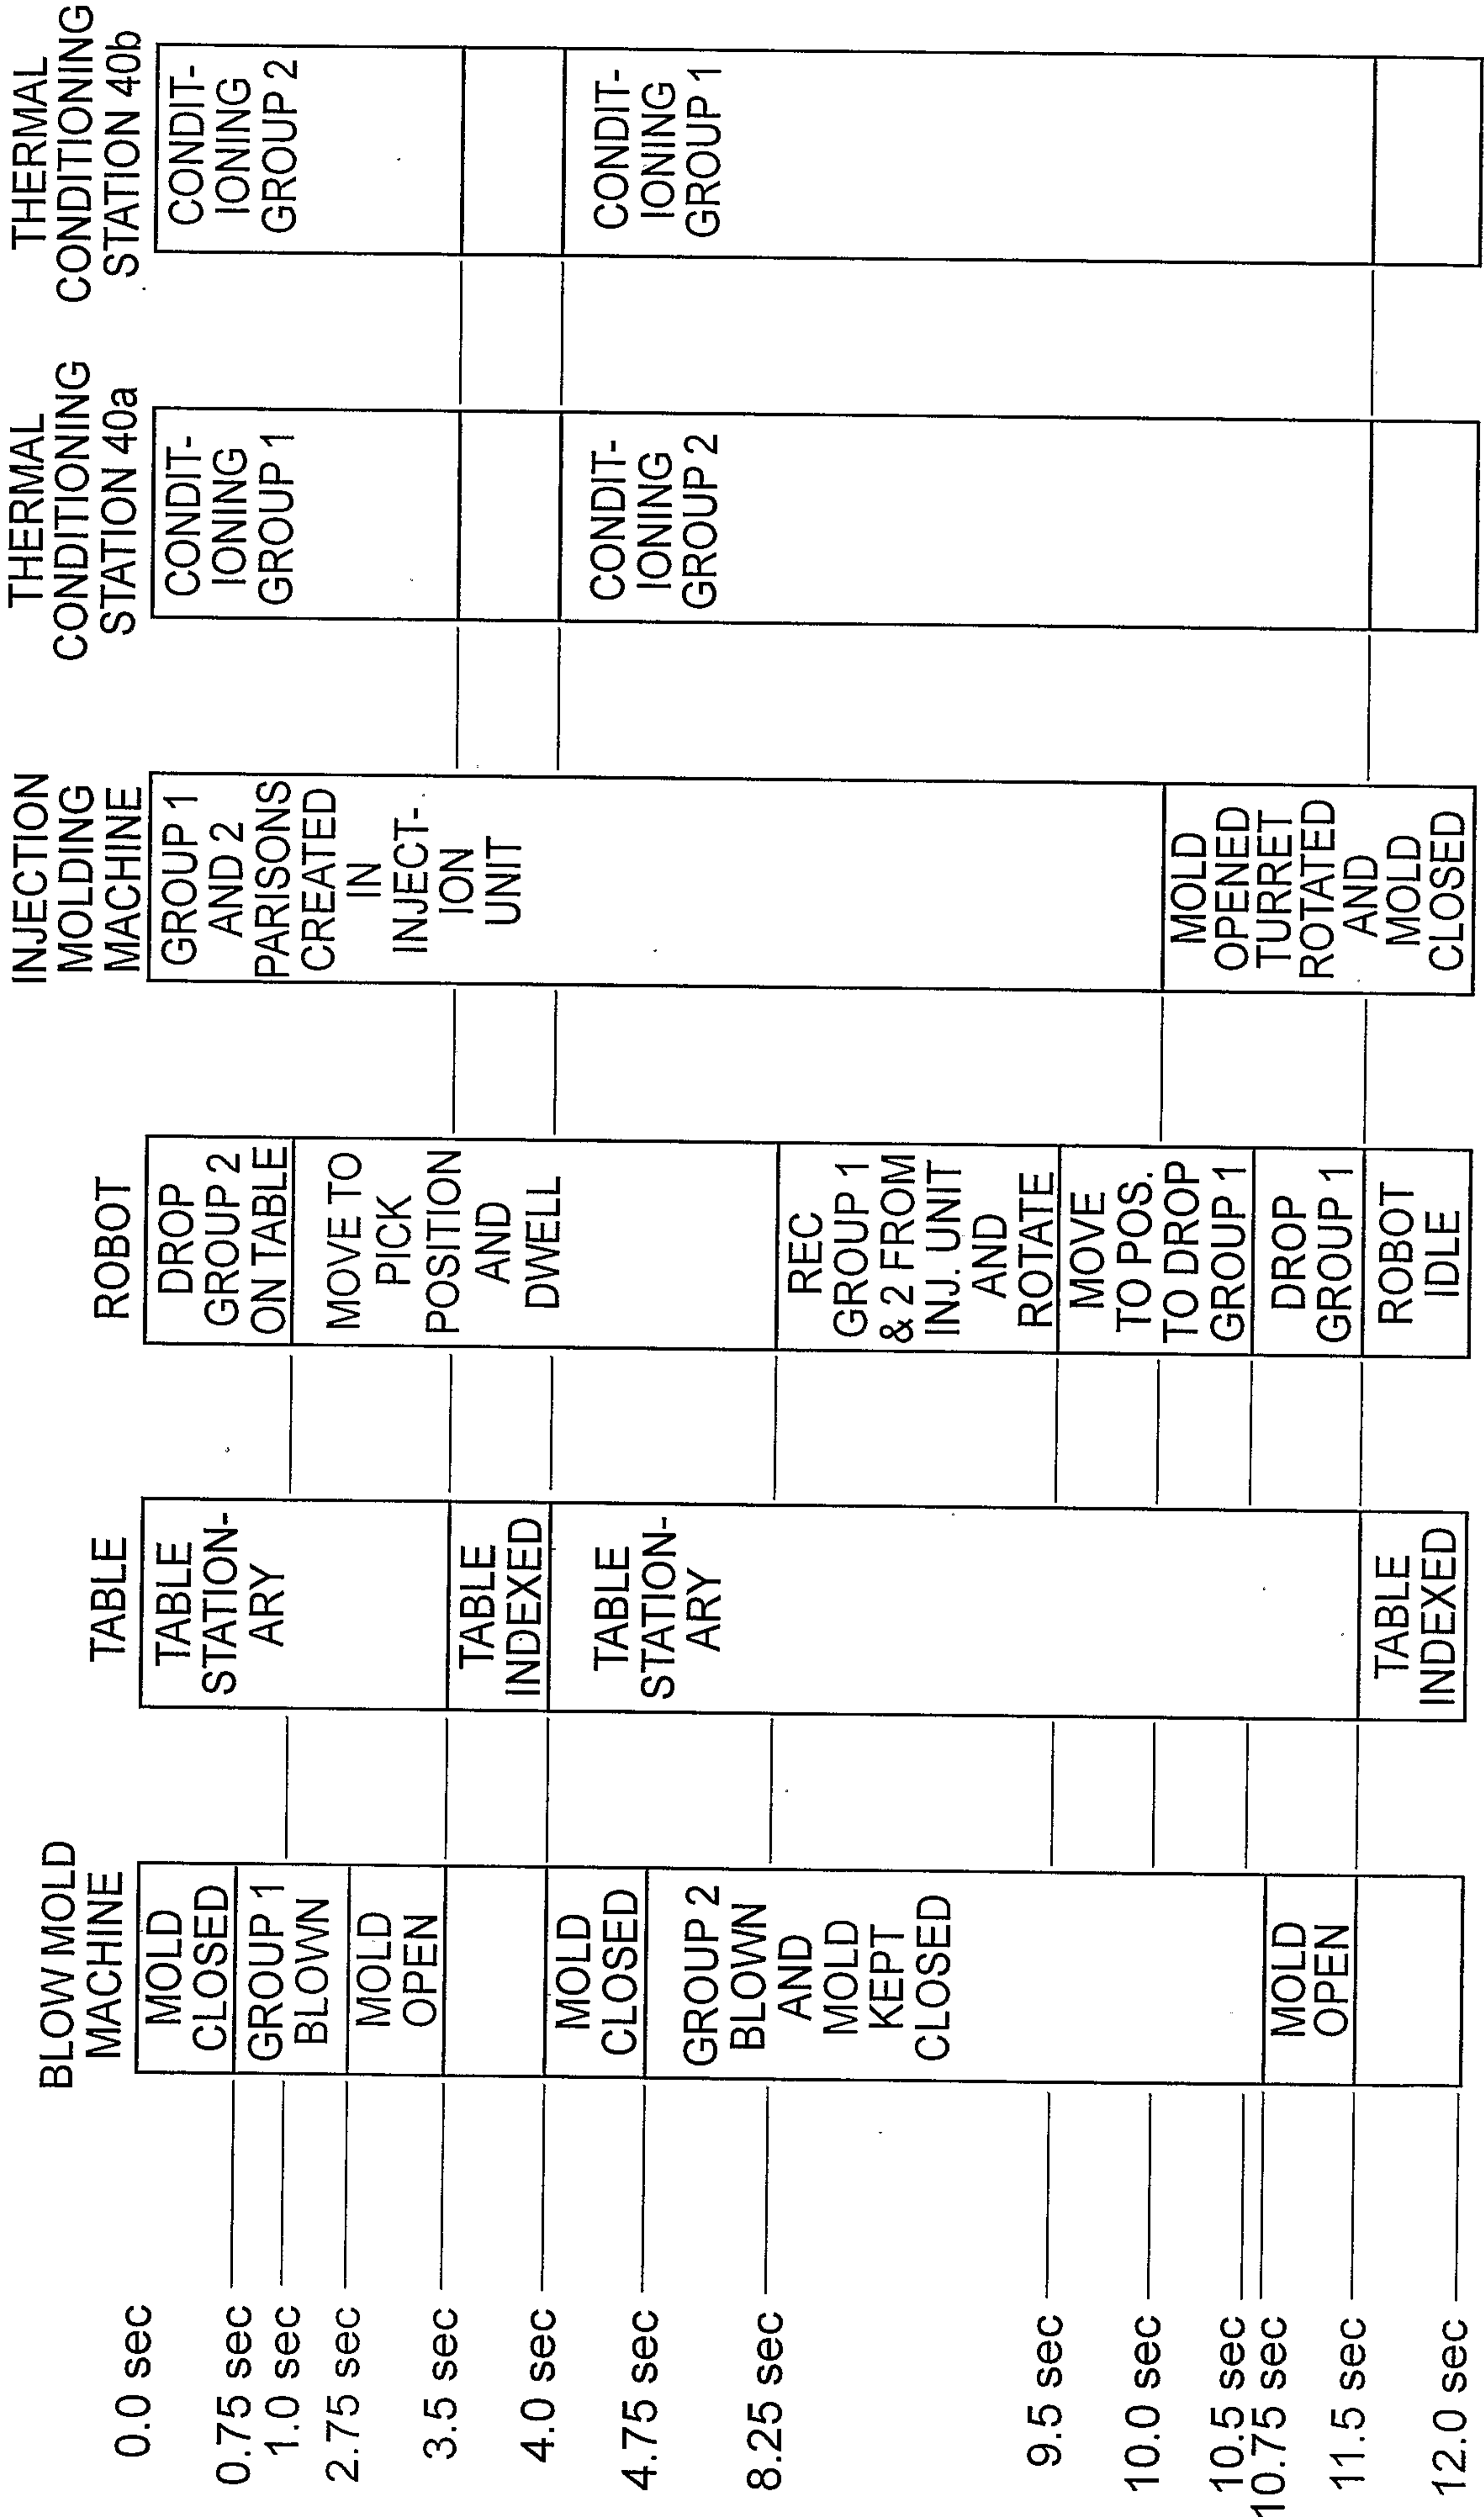 BLOW MOLD
MACHINE
MOLD
CLOSED
GROUP 1
BLOWN
MOLD
OPEN
MOLD
CLOSED
GROUP 2
BLOWN
AND
MOLD
KEPT
CLOSED
MOLD
OPEN
TABLE
TABLE
STATION-
ARY
TABLE
INDEXED
TABLE
STATION-
ARY
TABLE
INDEXED
ROBOT
DROP
GROUP 2
ON TABLE
MOVE TO
PICK
POSITION
AND
DWELL
REC
GROUP 1
& 2 FROM
INJ. UNIT
AND
ROTATE
MOVE
TO POS.
TO DROP
GROUP 1
DROP
GROUP 1
ROBOT
IDLE
INJECTION
MOLDING
MACHINE
GROUP 1
AND 2
PARISONS
CREATED
IN
INJECT-
ION
UNIT
MOLD
OPENED
TURRET
ROTATED
AND
MOLD
CLOSED
THERMAL
CONDITIONING
STATION 40a
CONDIT-
IONING
GROUP 1
CONDIT-
IONING
GROUP 2
THERMAL
CONDITIONING
STATION 40b
CONDIT-
IONING
GROUP 2
CONDIT-
IONING
GROUP 1
0.0 sec
0.75 sec
1.0 sec
2.75 sec
3.5 sec
4.0 sec
4.75 sec
8.25 sec
9.5 sec
10.0 sec
10.5 sec
10.75 sec
11.5 sec
12.0 sec